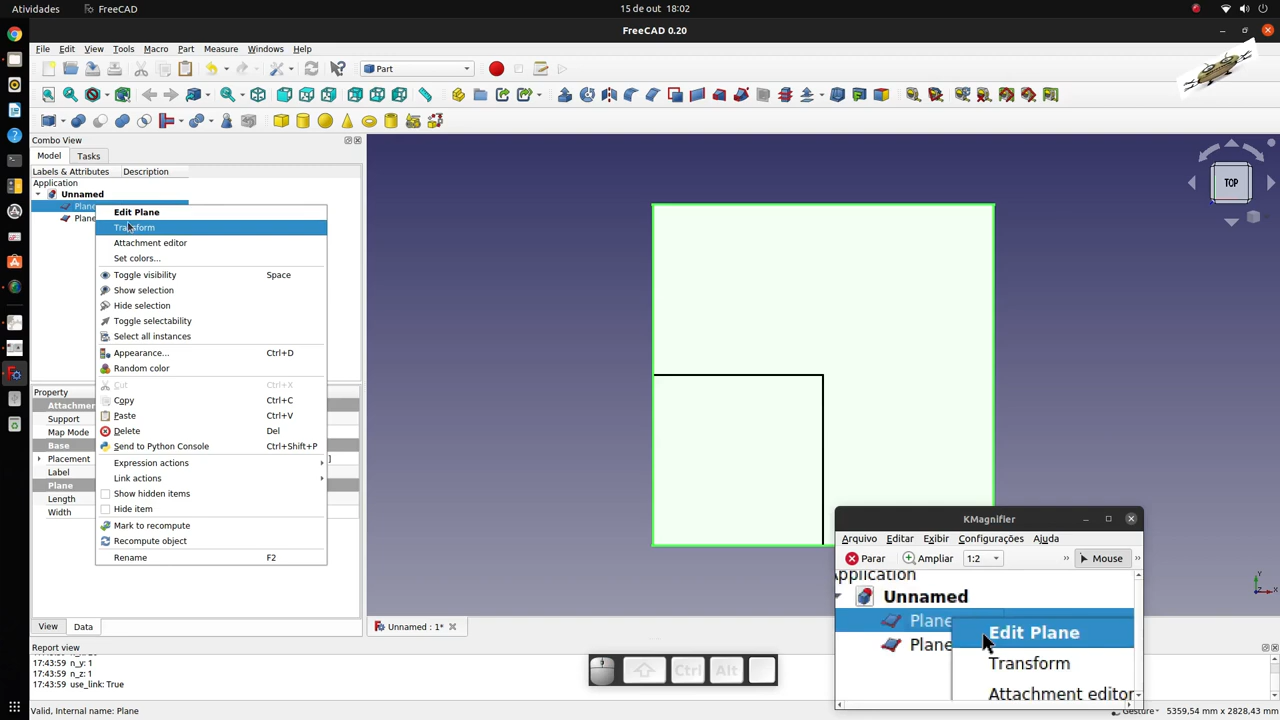 Atividades
FreeCAD
15 de out  18:02
FreeCAD 0.20
File Edit View Tools Macro Part Measure Windows Help
Part
Combo View
Model Tasks
Labels & Attributes Description
Application
Unnamed
Plane
Plane
Edit Plane
Transform
Attachment editor
Set colors...
Toggle visibility Space
Show selection
Hide selection
Toggle selectability
Select all instances
Appearance... Ctrl+D
Random color
Cut Ctrl+X
Copy Ctrl+C
Paste Ctrl+V
Delete Del
Send to Python Console Ctrl+Shift+P
Expression actions
Link actions
Show hidden items
Hide item
Mark to recompute
Recompute object
Rename F2
Property
Attachmen
Support
Map Mode
Base
Placement ]
Label
Plane
Length
Width
View Data
TOP
Y
Z X
Unnamed : 1*
Report view
17:43:59 n_y: 1
17:43:59 n_z: 1
17:43:59 use_link: True
Ctrl Alt
KMagnifier
Arquivo Editar Exibir Configurações Ajuda
Parar Ampliar 1:2 » Mouse »
Application
Unnamed
Plane
Plane
Edit Plane
Transform
Attachment editor
Valid, Internal name: Plane
Gesture 5359,54 mm x 2828,43 mm